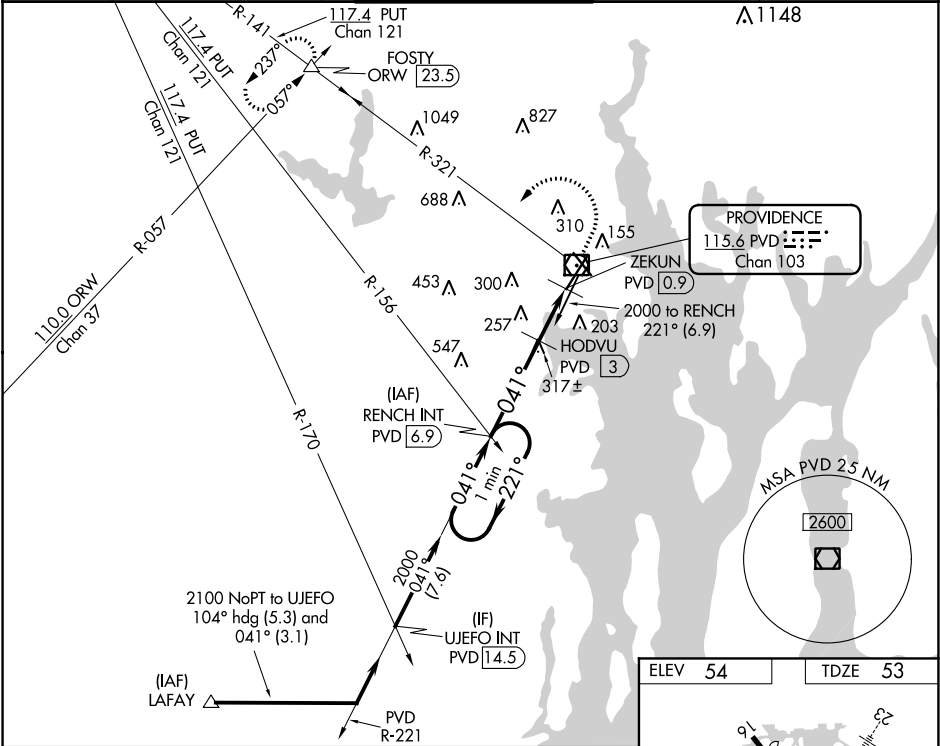 117.4 PUT
Chan 121
R-141
117.4 PUT
Chan 121
117.4 PUT
Chan 121
1148
237°
057°
FOSTY
ORW 23.5
1049
827
R-321
688
310
155
PROVIDENCE
115.6 PVD
Chan 103
ZEKUN
PVD 0.9
R-057
110.0 ORW
Chan 37
R-156
453
300
257
203
2000 to RENCH
221° (6.9)
HODVU
PVD 3
317±
547
041°
(IAF)
RENCH INT
PVD 6.9
R-170
041°
1 min
221°
MSA PVD 25 NM
2600
2000
041°
(7.6)
2100 NoPT to UJEFO
104° hdg (5.3) and
041° (3.1)
(IF)
UJEFO INT
PVD 14.5
(IAF)
LAFAY
PVD
R-221
ELEV 54
TDZE 53
16
23